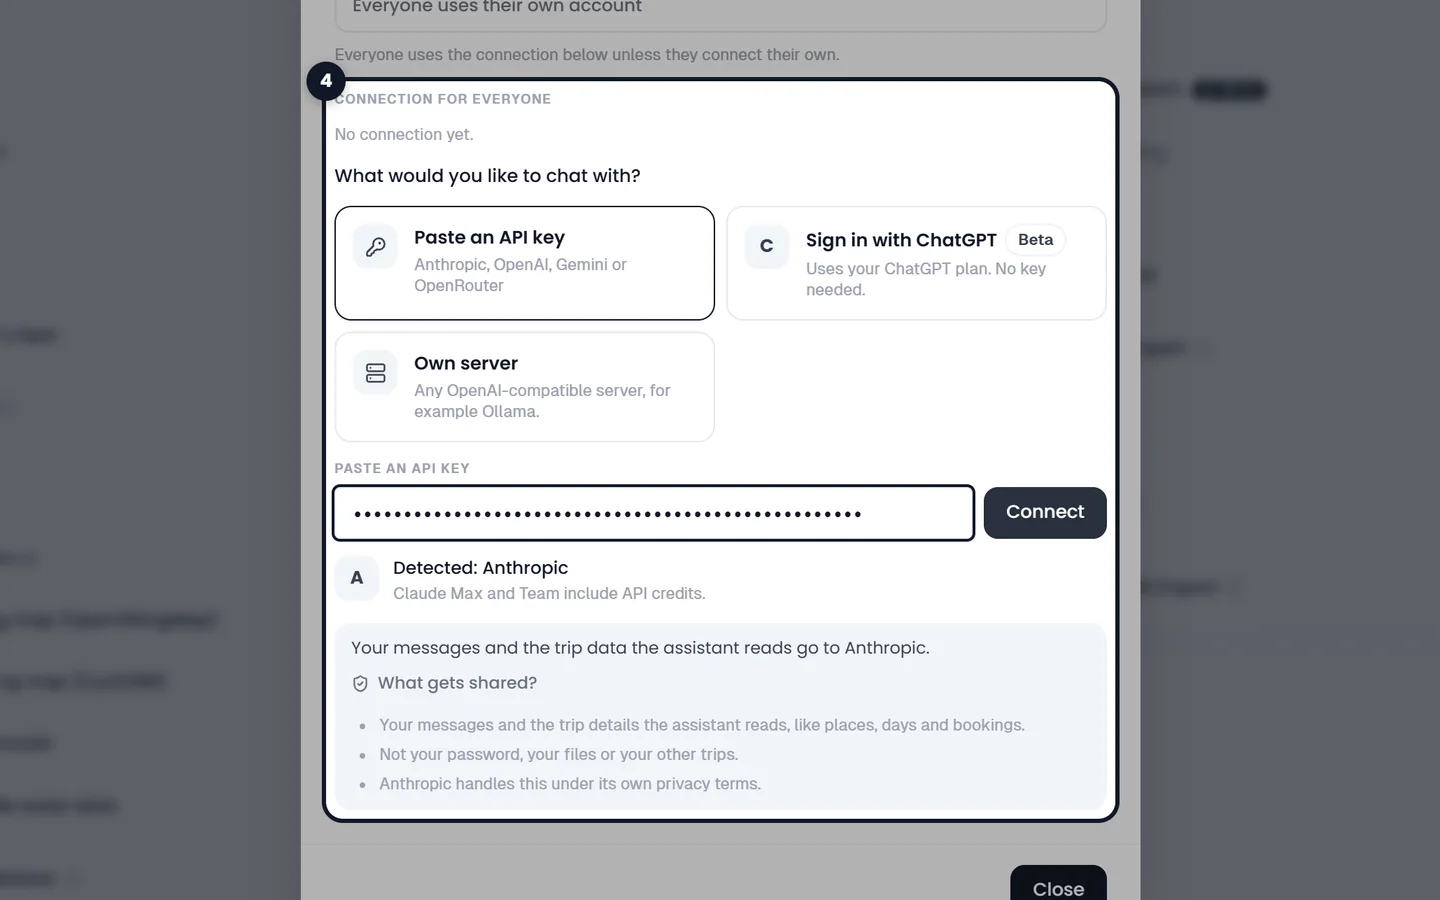 Everyone uses their own account
Everyone uses the connection below unless they connect their own.
4
CONNECTION FOR EVERYONE
No connection yet.
What would you like to chat with?
Paste an API key
Anthropic, OpenAI, Gemini or
OpenRouter
C
Sign in with ChatGPT Beta
Uses your ChatGPT plan. No key
needed.
Own server
Any OpenAI-compatible server, for
example Ollama.
PASTE AN API KEY
••••••••••••••••••••••••••••••••••••••••••••••••••
Connect
A
Detected: Anthropic
Claude Max and Team include API credits.
Your messages and the trip data the assistant reads go to Anthropic.
What gets shared?
• Your messages and the trip details the assistant reads, like places, days and bookings.
• Not your password, your files or your other trips.
• Anthropic handles this under its own privacy terms.
Close